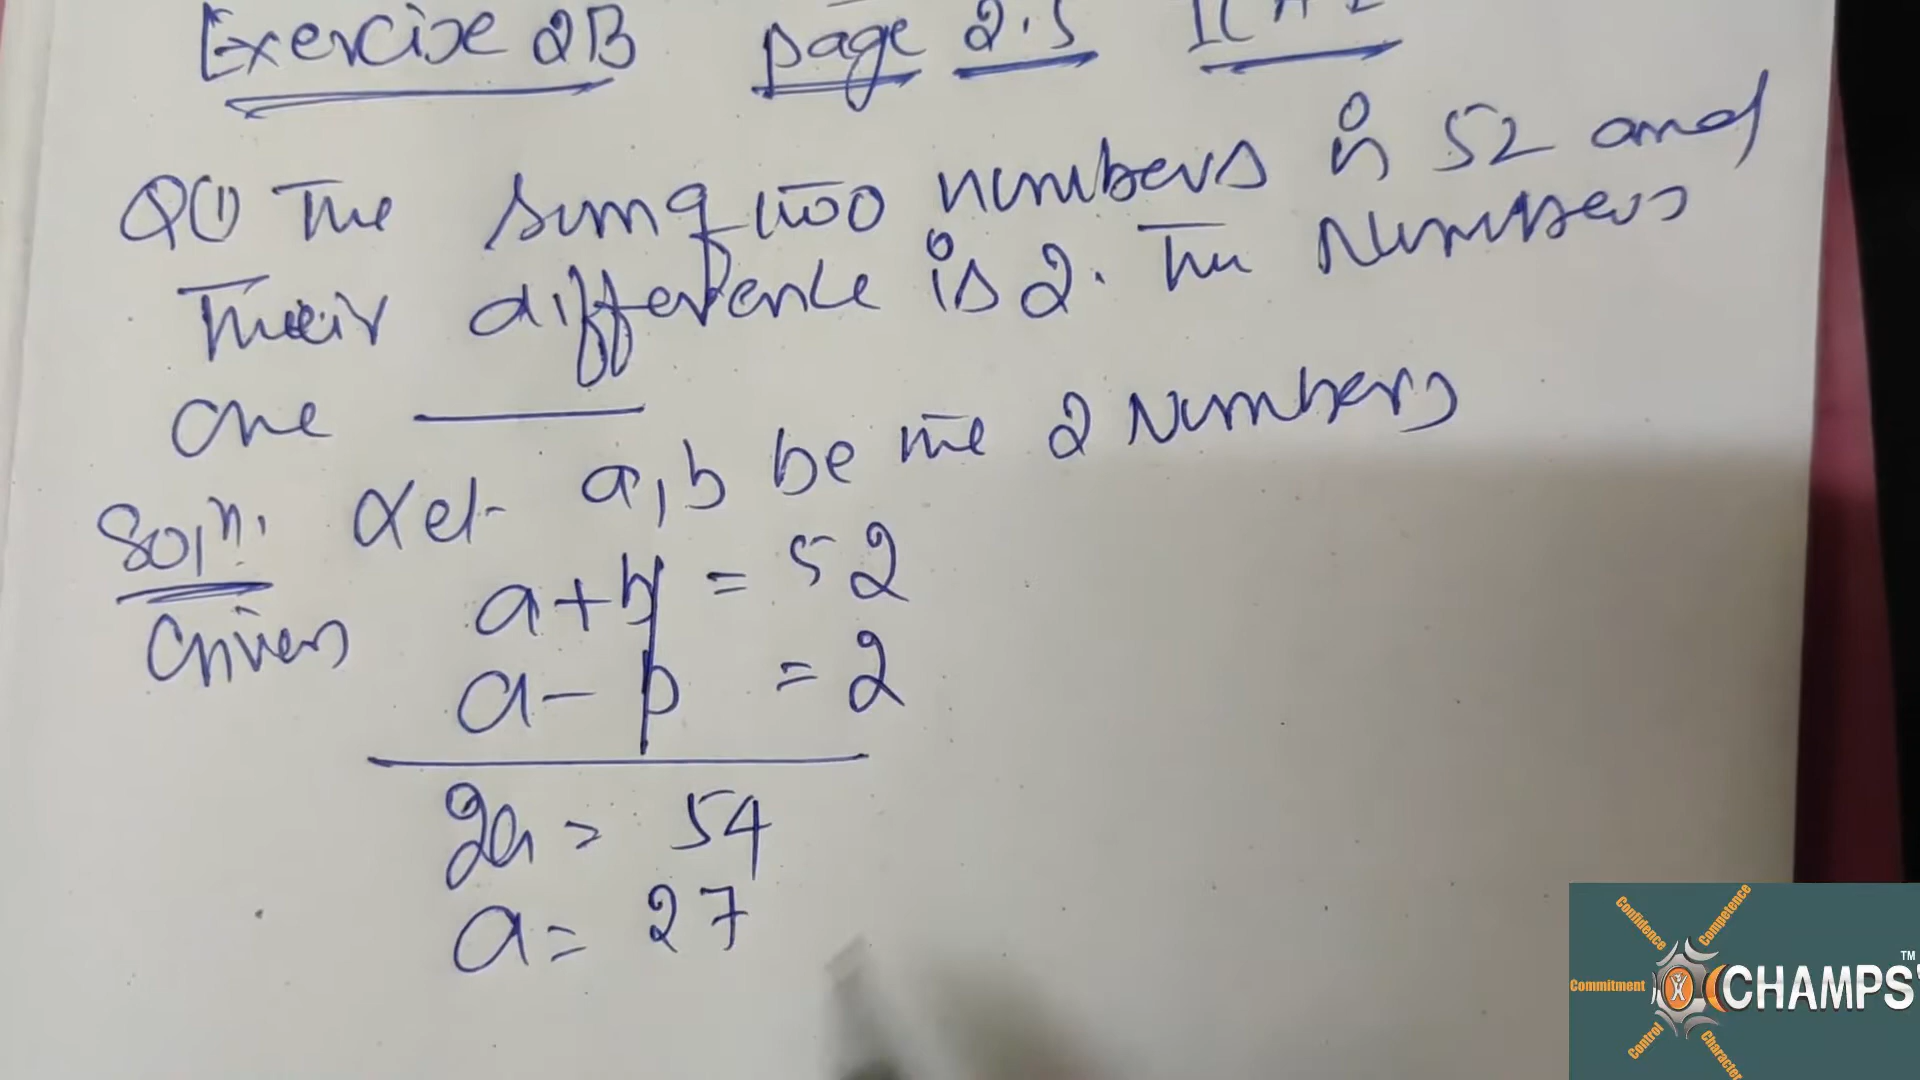 Exercise 2B page 2.5 ICAI
Q(1) The sum of two numbers is 52 and
their difference is 2. The Numbers
are
Soln. Let a, b be the 2 Numbers
Given a+b = 52
a- b = 2
2a = 54
a = 27
Confidence
Competence
Commitment
Control
Character
X CHAMPS TM